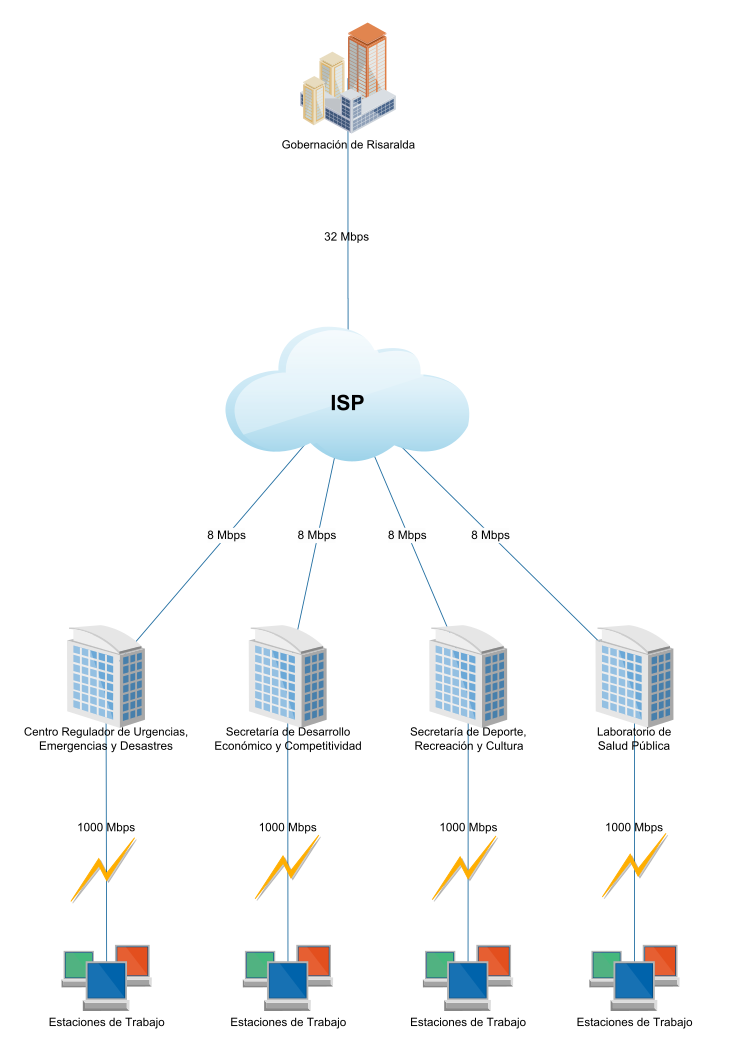 Gobernación de Risaralda
32 Mbps
ISP
8 Mbps
8 Mbps
8 Mbps
8 Mbps
Centro Regulador de Urgencias,
Emergencias y Desastres
Secretaría de Desarrollo
Económico y Competitividad
Secretaría de Deporte,
Recreación y Cultura
Laboratorio de
Salud Pública
1000 Mbps
1000 Mbps
1000 Mbps
1000 Mbps
Estaciones de Trabajo
Estaciones de Trabajo
Estaciones de Trabajo
Estaciones de Trabajo